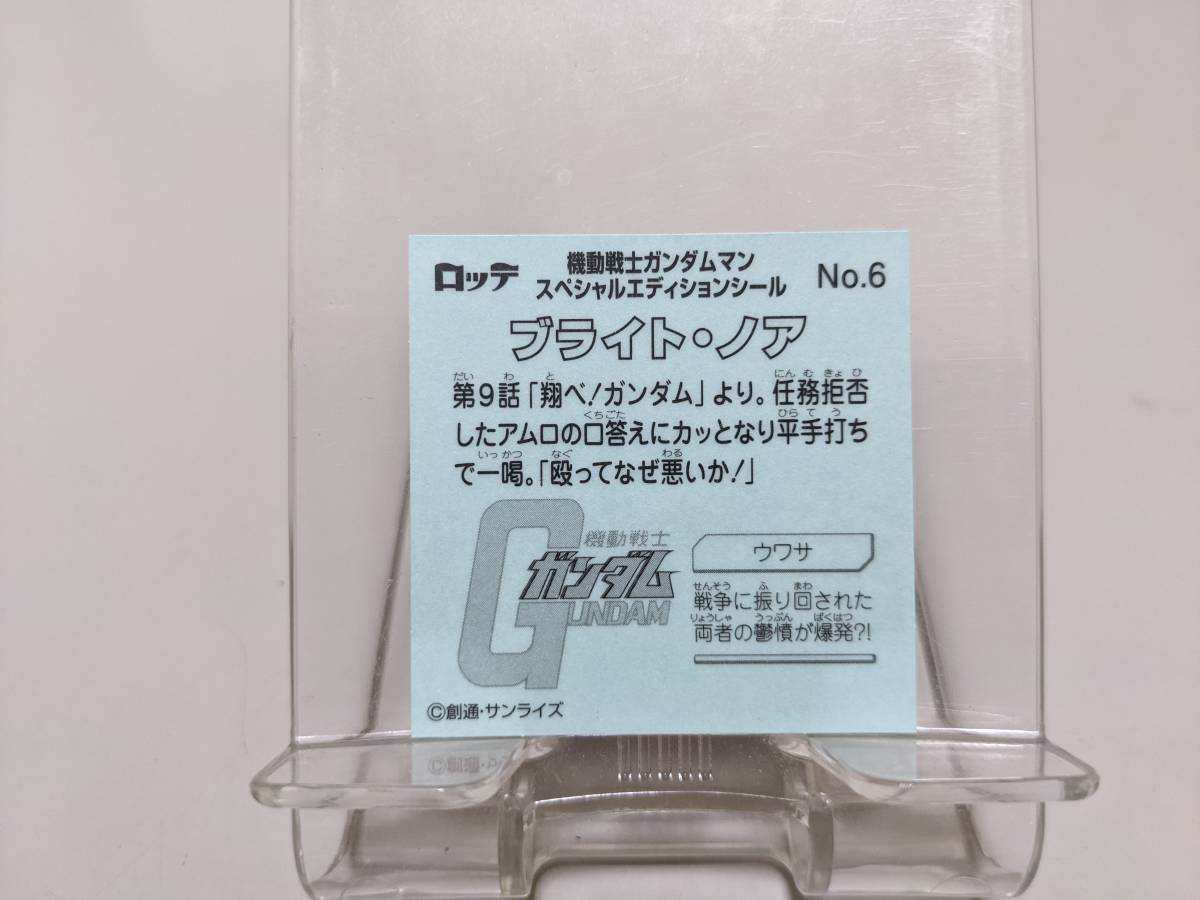 ロッテ
機動戦士ガンダムマン
スペシャルエディションシール
No.6
ブライト・ノア
第9話「翔べ!ガンダム」より。任務拒否
したアムロの口答えにカッとなり平手打ち
で一喝。「殴ってなぜ悪いか!」
機動戦士
ガンダム
GUNDAM
ウワサ
戦争に振り回された
両者の鬱憤が爆発?!
©創通・サンライズ